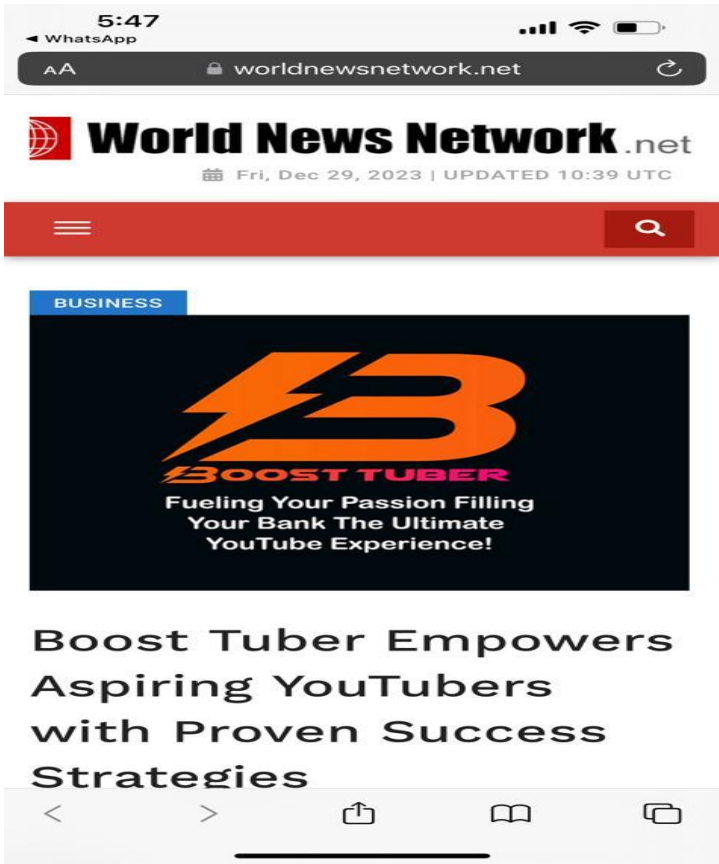 5:47
◄ WhatsApp
AA worldnewsnetwork.net
World News Network.net
Fri, Dec 29, 2023 | UPDATED 10:39 UTC
BUSINESS
B
BOOST TUBER
Fueling Your Passion Filling
Your Bank The Ultimate
YouTube Experience!
Boost Tuber Empowers
Aspiring YouTubers
with Proven Success
Strategies